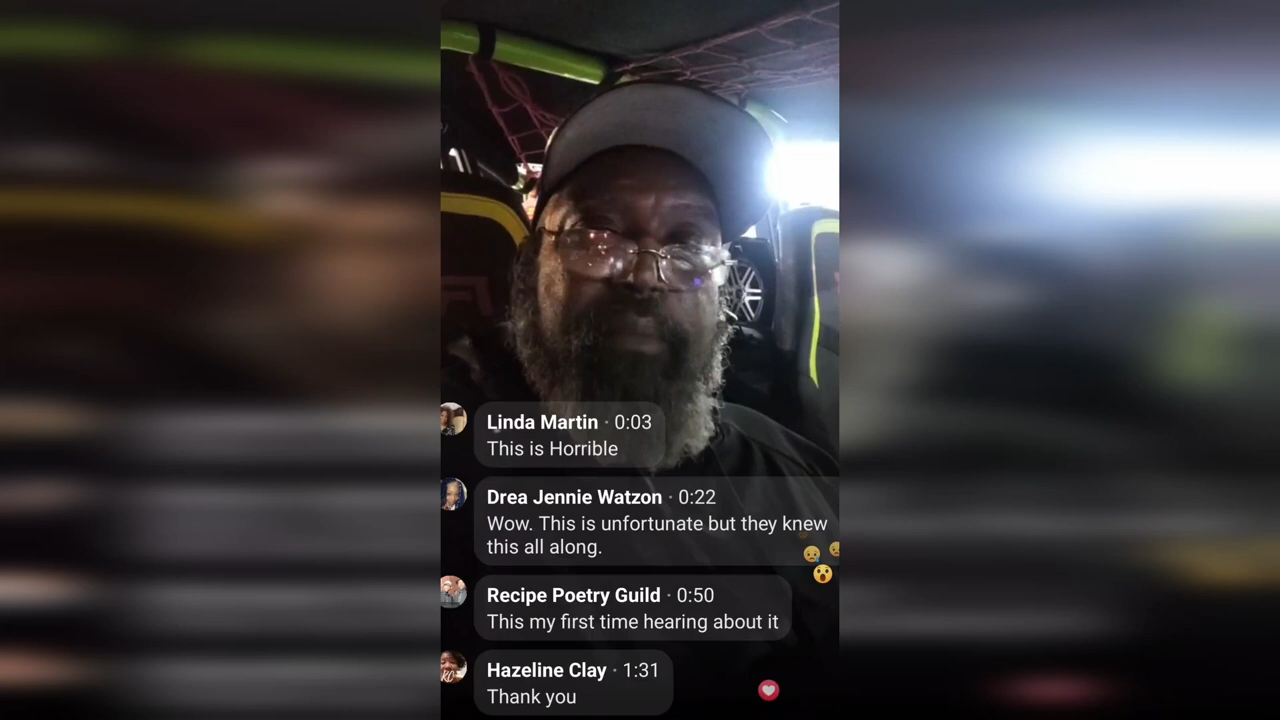 Linda Martin · 0:03
This is Horrible
Drea Jennie Watzon · 0:22
Wow. This is unfortunate but they knew
this all along.
Recipe Poetry Guild · 0:50
This my first time hearing about it
Hazeline Clay · 1:31
Thank you